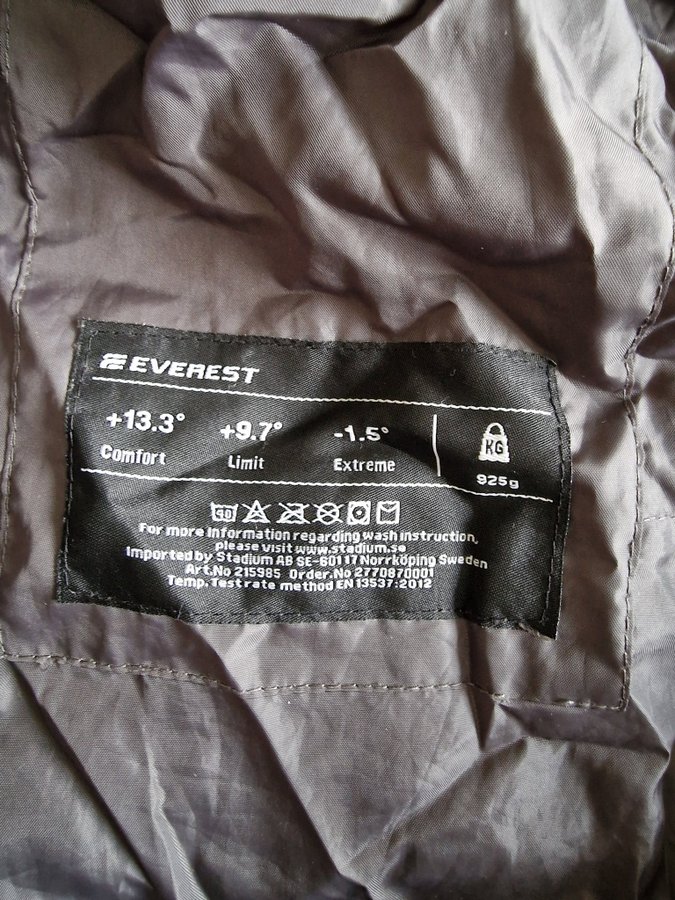 EVEREST
+13.3° +9.7° -1.5°
Comfort Limit Extreme
KG
925g
30
For more information regarding wash instruction,
please visit www.stadium.se
Imported by Stadium AB SE-60117 Norrköping Sweden
Art.No 215985 Order.No 2770870001
Temp. Test rate method EN 13537:2012